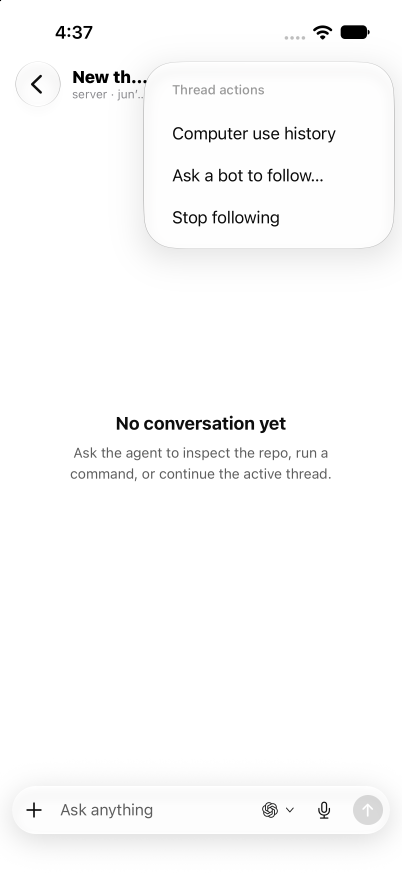 4:37
New th...
server · jun'...
Thread actions
Computer use history
Ask a bot to follow...
Stop following
No conversation yet
Ask the agent to inspect the repo, run a
command, or continue the active thread.
Ask anything